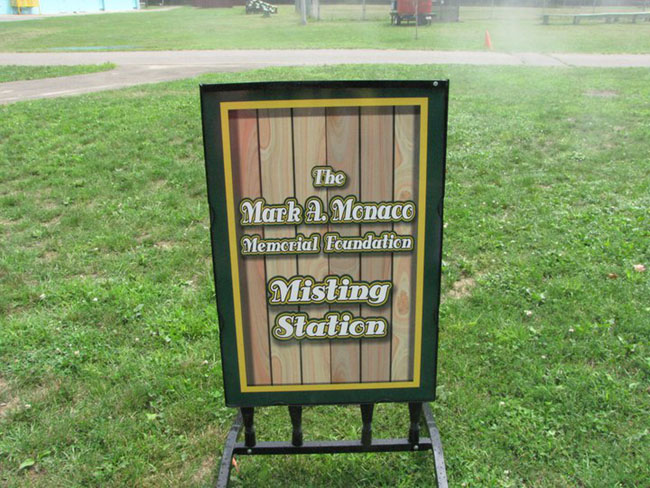 The
Mark A. Monaco
Memorial Foundation
Misting
Station